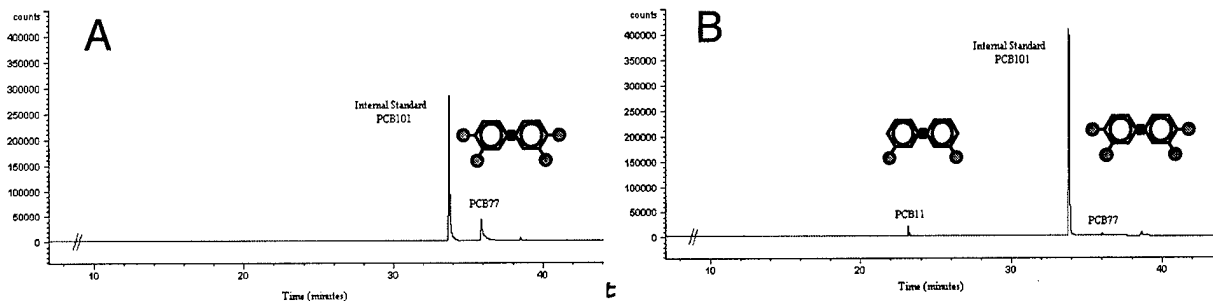 A
counts
400000
350000
300000
250000
200000
150000
100000
50000
0
Internal Standard
PCB101
PCB77
10
20
30
40
Time (minutes)
t
B
counts
400000
350000
300000
250000
200000
150000
100000
50000
0
Internal Standard
PCB101
PCB11
PCB77
10
20
30
40
Time (minutes)